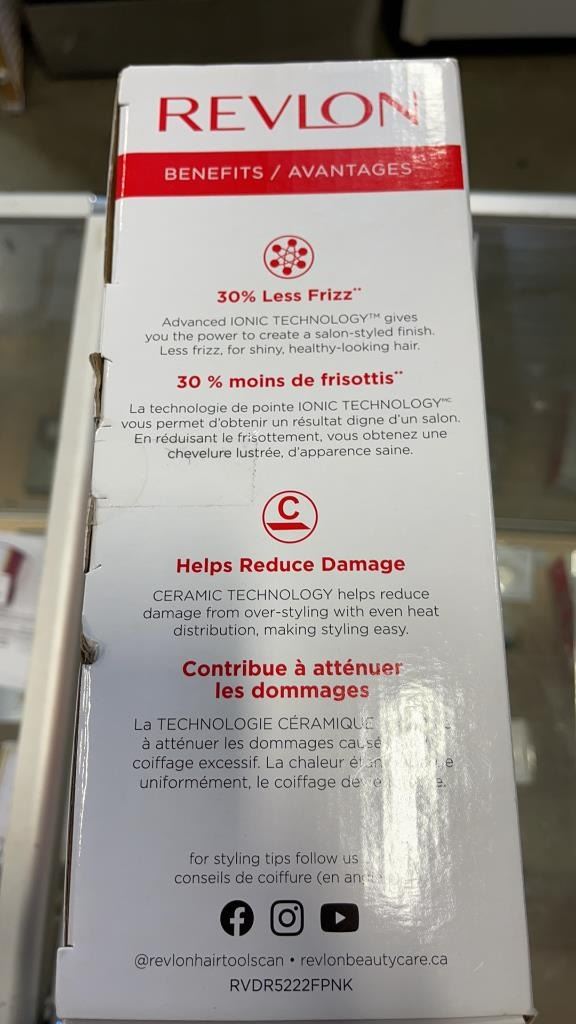 REVLON
BENEFITS / AVANTAGES
30% Less Frizz**
Advanced IONIC TECHNOLOGY™ gives
you the power to create a salon-styled finish.
Less frizz, for shiny, healthy-looking hair.
30 % moins de frisottis**
La technologie de pointe IONIC TECHNOLOGY MC
vous permet d'obtenir un résultat digne d'un salon.
En réduisant le frisottement, vous obtenez une
chevelure lustrée, d'apparence saine.
C
Helps Reduce Damage
CERAMIC TECHNOLOGY helps reduce
damage from over-styling with even heat
distribution, making styling easy.
Contribue à atténuer
les dommages
La TECHNOLOGIE CÉRAMIQUE
à atténuer les dommages
coiffage excessif. La chaleur
uniformément, le coiffage
for styling tips follow us
conseils de coiffure (en
@revlonhairtoolscan • revlonbeautycare.ca
RVDR5222FPNK